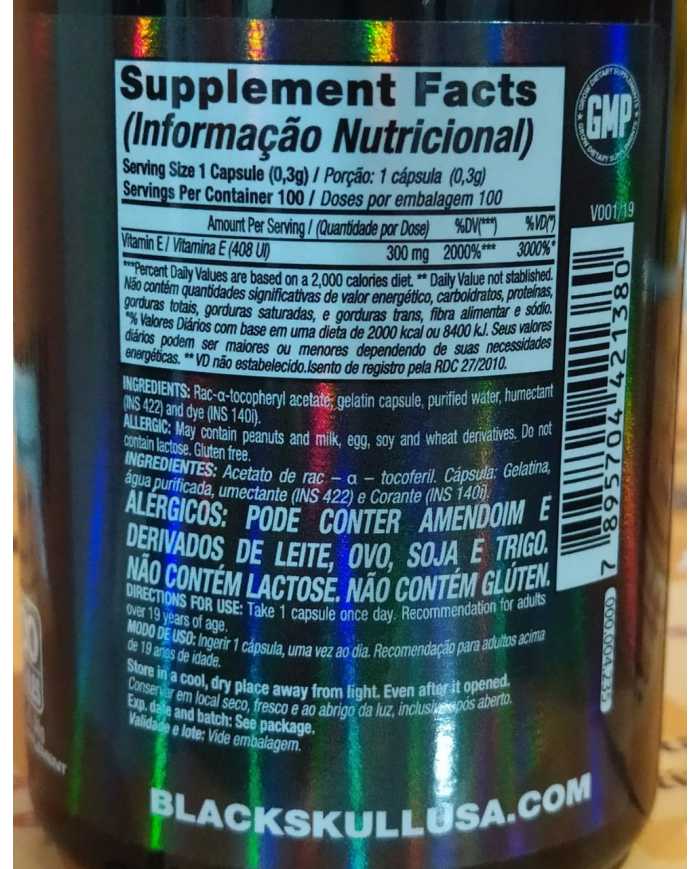 Supplement Facts
(Informação Nutricional)
Serving Size 1 Capsule (0,3g) / Porção: 1 cápsula (0,3g)
Servings Per Container 100 / Doses por embalagem 100
Amount Per Serving / (Quantidade por Dose) %DV(***) %VD(*)
Vitamin E / Vitamina E (408 UI) 300 mg 2000%*** 3000%*
***Percent Daily Values are based on a 2,000 calories diet. ** Daily Value not stablished.
Não contém quantidades significativas de valor energético, carboidratos, proteínas,
gorduras totais, gorduras saturadas, e gorduras trans, fibra alimentar e sódio.
*% Valores Diários com base em uma dieta de 2000 kcal ou 8400 kJ. Seus valores
diários podem ser maiores ou menores dependendo de suas necessidades
energéticas. ** VD não estabelecido.Isento de registro pela RDC 27/2010.
INGREDIENTS: Rac-α-tocopheryl acetate, gelatin capsule, purified water, humectant
(INS 422) and dye (INS 140i).
ALLERGIC: May contain peanuts and milk, egg, soy and wheat derivatives. Do not
contain lactose. Gluten free.
INGREDIENTES: Acetato de rac – α – tocoferil. Cápsula: Gelatina,
água purificada, umectante (INS 422) e Corante (INS 140i).
ALÉRGICOS: PODE CONTER AMENDOIM E
DERIVADOS DE LEITE, OVO, SOJA E TRIGO.
NÃO CONTÉM LACTOSE. NÃO CONTÉM GLÚTEN.
DIRECTIONS FOR USE: Take 1 capsule once day. Recommendation for adults
over 19 years of age.
MODO DE USO: Ingerir 1 cápsula, uma vez ao dia. Recomendação para adultos acima
de 19 anos de idade.
Store in a cool, dry place away from light. Even after it opened.
Conservar em local seco, fresco e ao abrigo da luz, inclusive após aberto.
Exp. date and batch: See package.
Validade e lote: Vide embalagem.
BLACKSKULLUSA.COM
GMP
V001/19
7 895704 421380
000.004.233